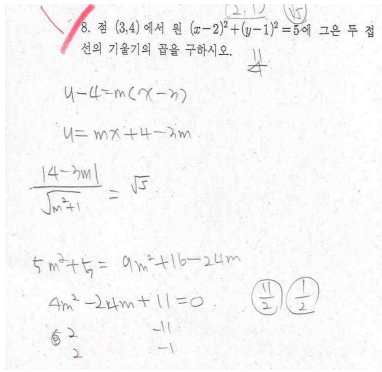 (2,1) √5
8. 점 (3,4)에서 원 (x-2)²+(y-1)²=5에 그은 두 접
선의 기울기의 곱을 구하시오.
11/4
y-4=m(x-3)
y=mx+4-3m
|4-3m|/√m²+1 = √5
5m²+5=9m²+16-24m
4m²-24m+11=0. 11/2 1/2
2 -11
2 -1